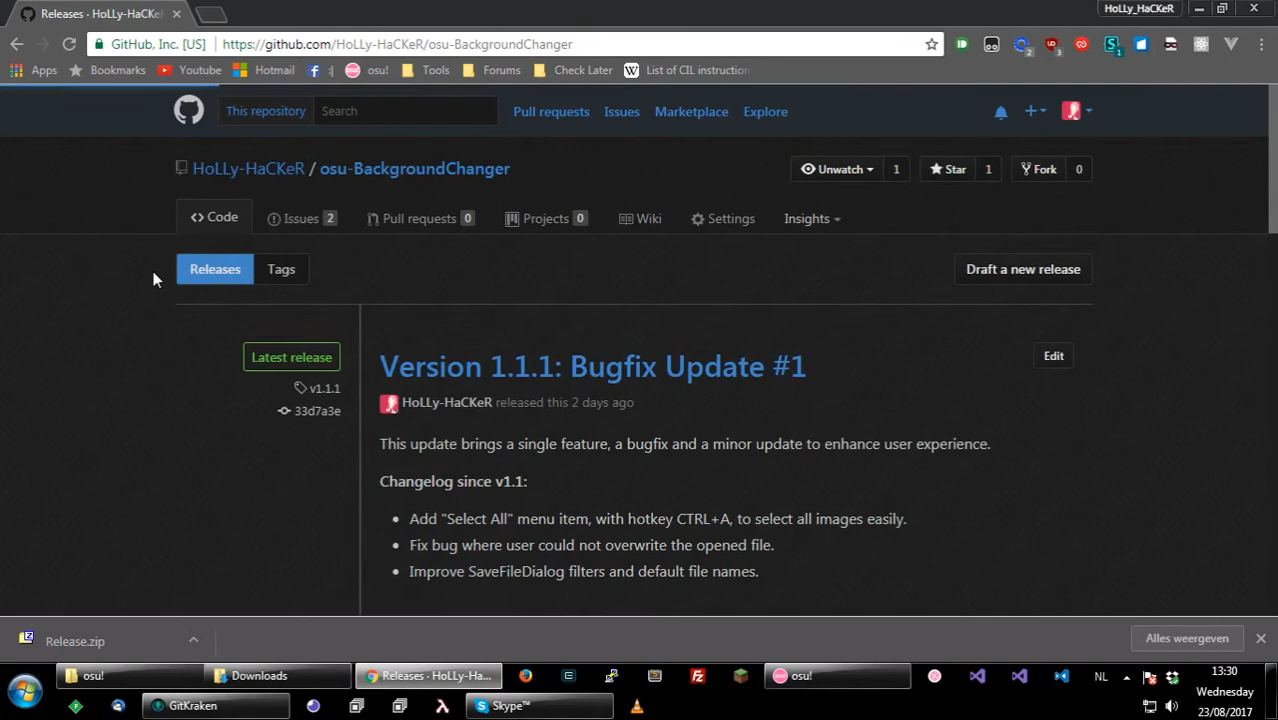 Releases · HoLLy-HaCKeR
HoLLy_HaCKeR
GitHub, Inc. [US] https://github.com/HoLLy-HaCKeR/osu-BackgroundChanger
Apps Bookmarks Youtube Hotmail :| osu! Tools Forums Check Later List of CIL instruction
This repository Search Pull requests Issues Marketplace Explore
HoLLy-HaCKeR / osu-BackgroundChanger Unwatch 1 Star 1 Fork 0
Code Issues 2 Pull requests 0 Projects 0 Wiki Settings Insights
Releases Tags Draft a new release
Latest release
v1.1.1
33d7a3e
Version 1.1.1: Bugfix Update #1 Edit
HoLLy-HaCKeR released this 2 days ago
This update brings a single feature, a bugfix and a minor update to enhance user experience.
Changelog since v1.1:
Add "Select All" menu item, with hotkey CTRL+A, to select all images easily.
Fix bug where user could not overwrite the opened file.
Improve SaveFileDialog filters and default file names.
Release.zip Alles weergeven
osu! Downloads Releases · HoLLy-Ha... osu! NL 13:30
Wednesday
GitKraken Skype™ 23/08/2017